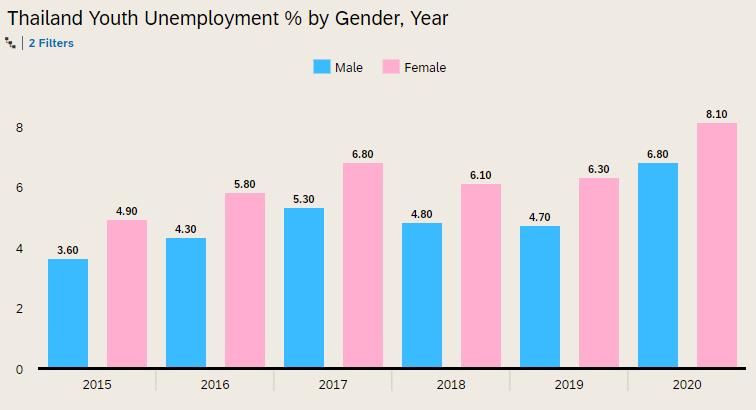 Thailand Youth Unemployment % by Gender, Year
2 Filters
Male Female
8
6
4
2
0
3.60 4.90 4.30 5.80 5.30 6.80 4.80 6.10 4.70 6.30 6.80 8.10
2015 2016 2017 2018 2019 2020